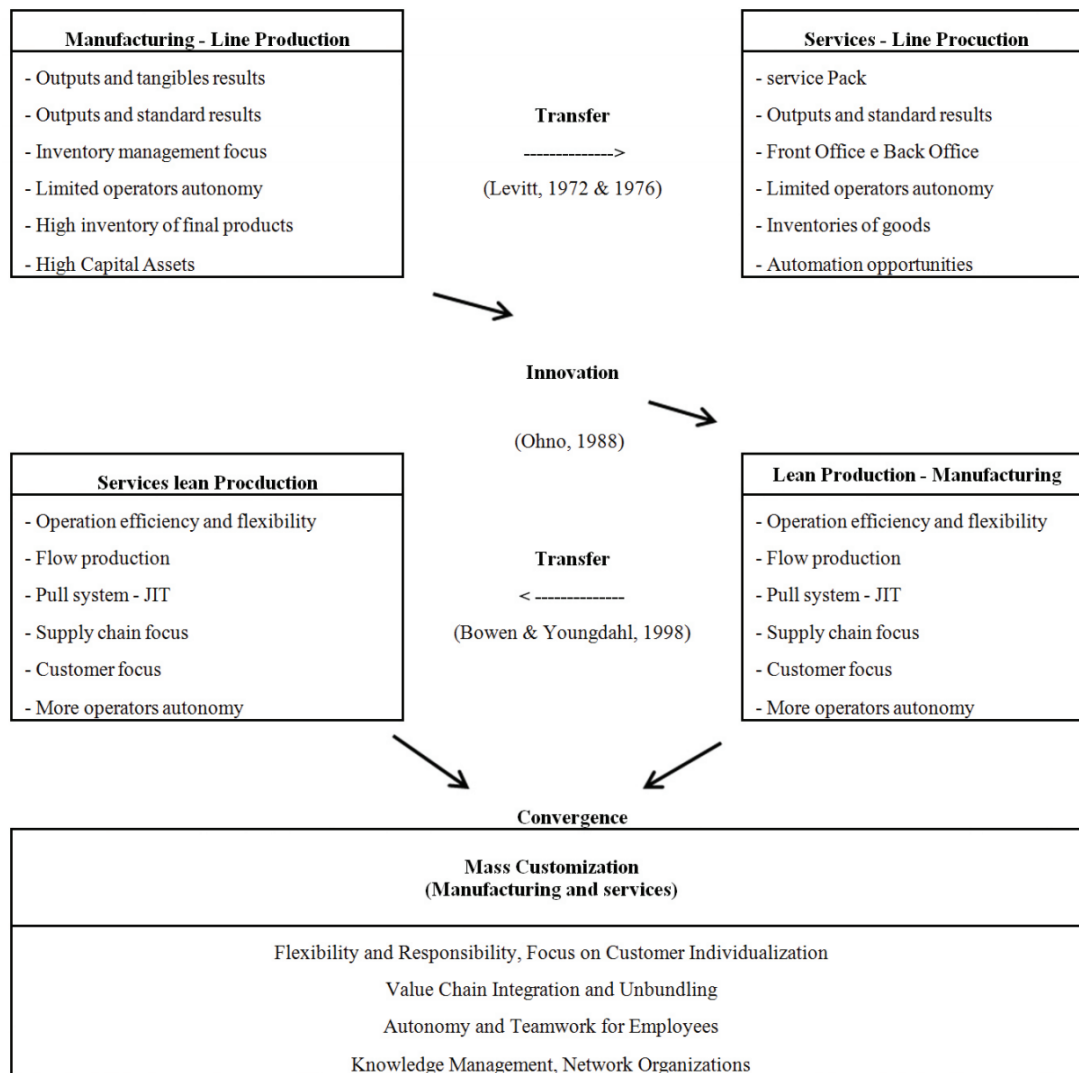 Manufacturing - Line Production
- Outputs and tangibles results
- Outputs and standard results
- Inventory management focus
- Limited operators autonomy
- High inventory of final products
- High Capital Assets
Transfer
-------------->
(Levitt, 1972 & 1976)
Services - Line Procuction
- service Pack
- Outputs and standard results
- Front Office e Back Office
- Limited operators autonomy
- Inventories of goods
- Automation opportunities
Innovation
(Ohno, 1988)
Services lean Procduction
- Operation efficiency and flexibility
- Flow production
- Pull system - JIT
- Supply chain focus
- Customer focus
- More operators autonomy
Transfer
< --------------
(Bowen & Youngdahl, 1998)
Lean Production - Manufacturing
- Operation efficiency and flexibility
- Flow production
- Pull system - JIT
- Supply chain focus
- Customer focus
- More operators autonomy
Convergence
Mass Customization
(Manufacturing and services)
Flexibility and Responsibility, Focus on Customer Individualization
Value Chain Integration and Unbundling
Autonomy and Teamwork for Employees
Knowledge Management, Network Organizations